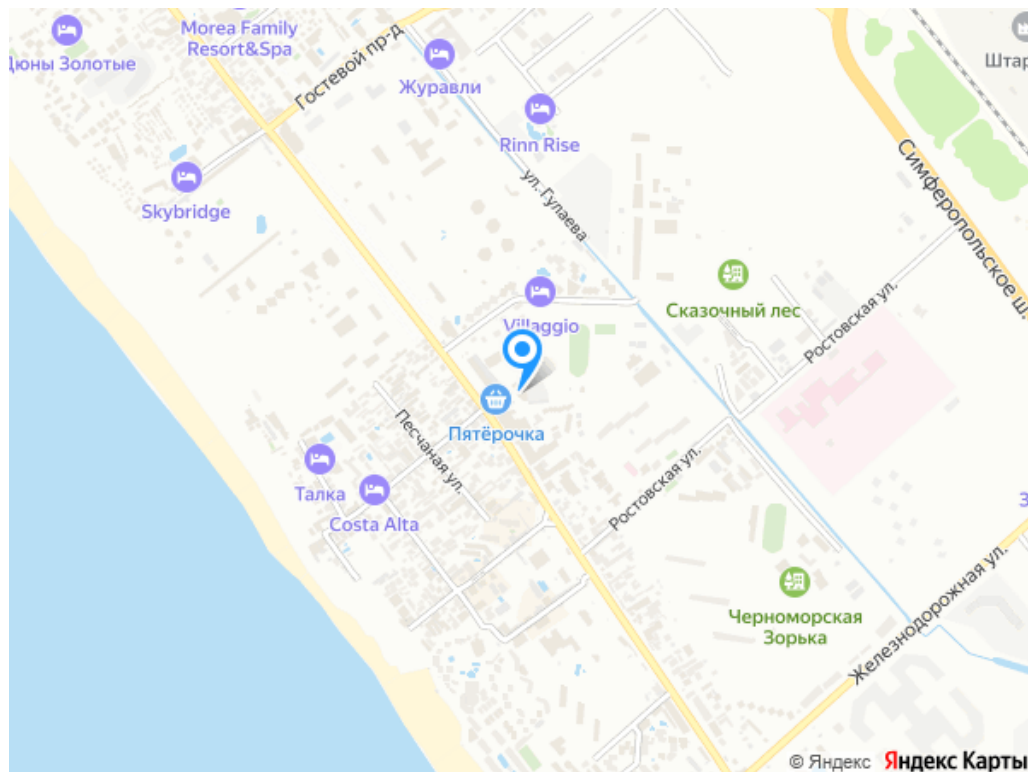 Morea Family
Resort&Spa
Дюны Золотые
Гостевой пр-д
Журавли
Штар
Rinn Rise
Симферопольское ш.
Skybridge
ул. Гулаева
Сказочный лес
Ростовская ул.
Villaggio
Пятёрочка
Песчаная ул.
Талка
Costa Alta
Ростовская ул.
З
Черноморская
Зорька
Железнодорожная ул.
© Яндекс Яндекс Карты